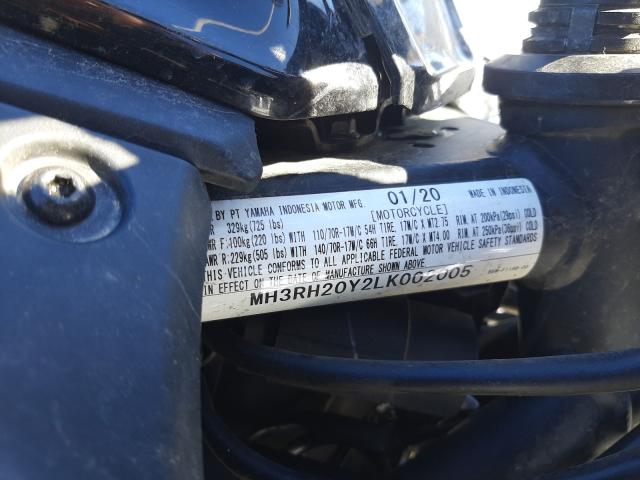 BY PT YAMAHA INDONESIA MOTOR MFG. 01/20 MADE IN INDONESIA
329kg(725 lbs) [MOTORCYCLE]
F:100kg(220 lbs)WITH 110/70R-17M/C 54H TIRE, 17M/C X MT2.75 RIM, AT 200kPa(29psi) COLD
R:229kg(505 lbs)WITH 140/70R-17M/C 66H TIRE, 17M/C X MT4.00 RIM, AT 250kPa(36psi) COLD
THIS VEHICLE CONFORMS TO ALL APPLICABLE FEDERAL MOTOR VEHICLE SAFETY STANDARDS
IN EFFECT ON THE DATE OF MANUFACTURE SHOWN ABOVE.
MH3RH20Y2LK002005